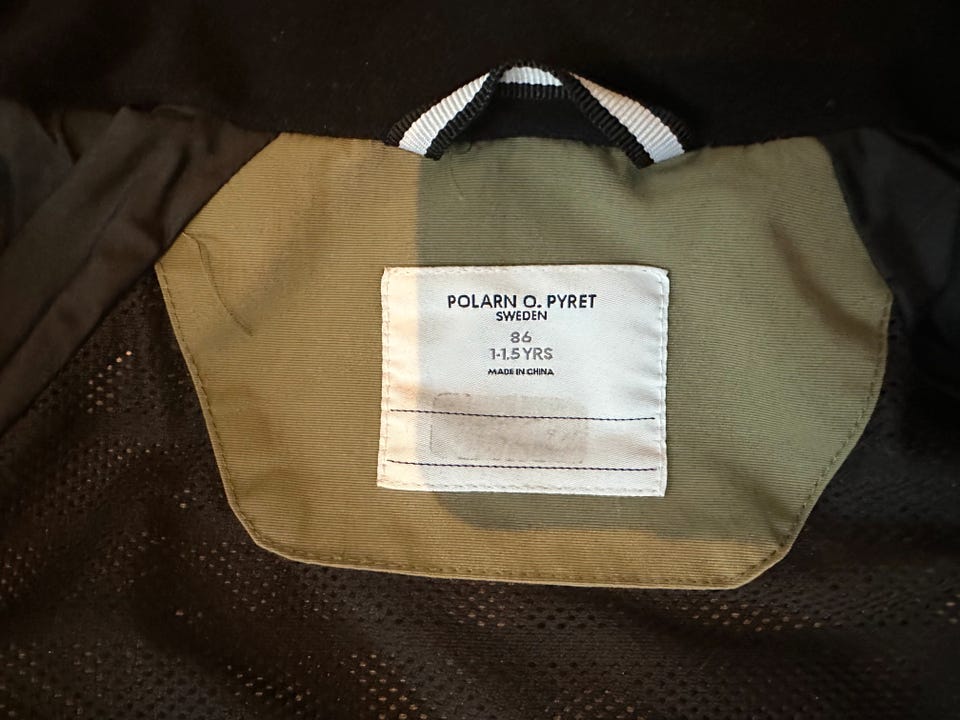 POLARN O. PYRET
SWEDEN
86
1-1.5 YRS
MADE IN CHINA